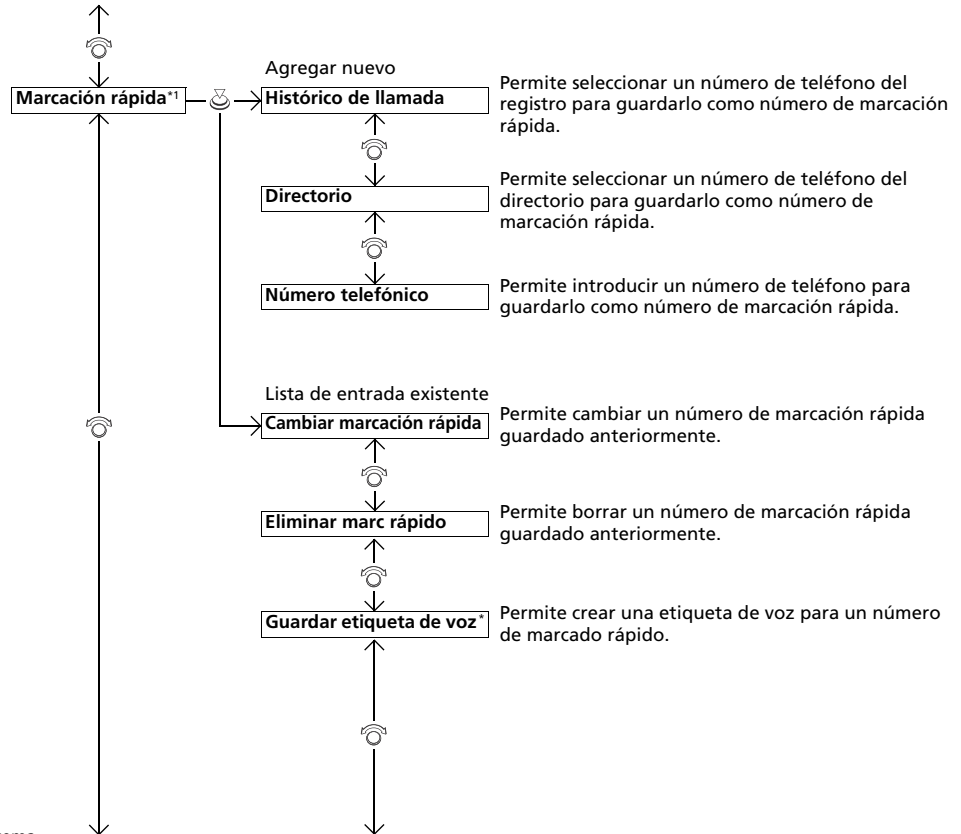 Agregar nuevo
Marcación rápida*1
Histórico de llamada
Permite seleccionar un número de teléfono del
registro para guardarlo como número de marcación
rápida.
Directorio
Permite seleccionar un número de teléfono del
directorio para guardarlo como número de
marcación rápida.
Número telefónico
Permite introducir un número de teléfono para
guardarlo como número de marcación rápida.
Lista de entrada existente
Cambiar marcación rápida
Permite cambiar un número de marcación rápida
guardado anteriormente.
Eliminar marc rápido
Permite borrar un número de marcación rápida
guardado anteriormente.
Guardar etiqueta de voz*
Permite crear una etiqueta de voz para un número
de marcado rápido.